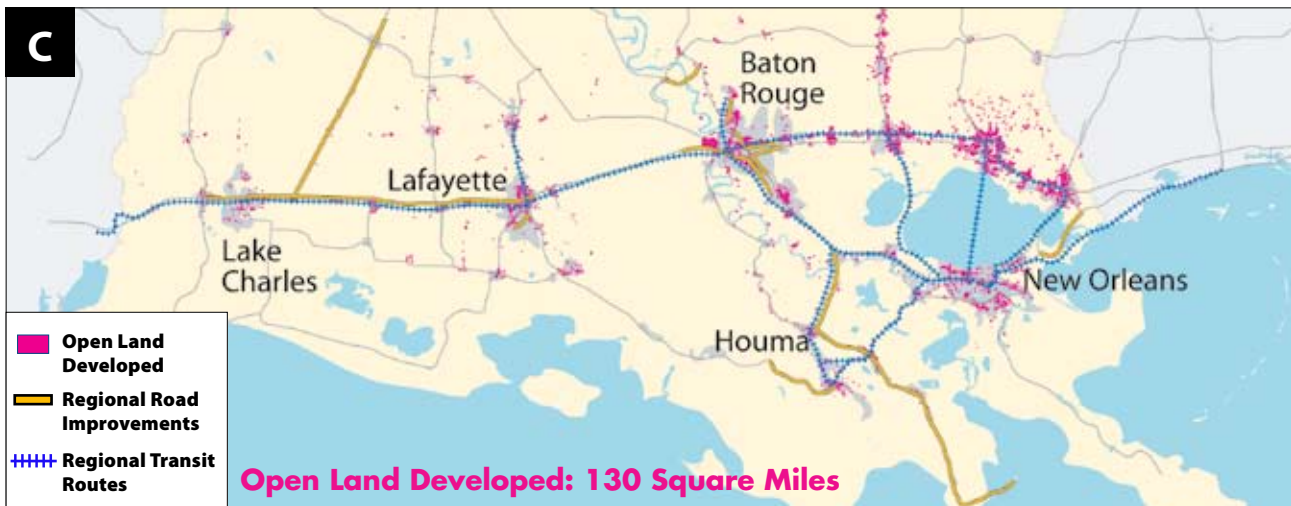 C
Baton
Rouge
Lafayette
Lake
Charles
New Orleans
Houma
Open Land
Developed
Regional Road
Improvements
Regional Transit
Routes
Open Land Developed: 130 Square Miles